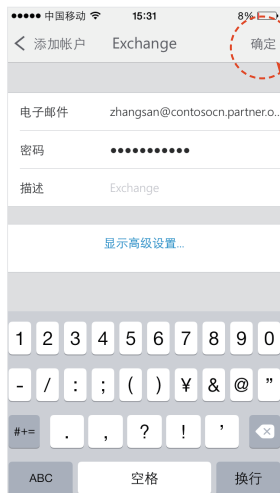 中国移动 15:31 8%
添加帐户 Exchange 确定
电子邮件 zhangsan@contosocn.partner.o...
密码 ●●●●●●●●●●●
描述 Exchange
显示高级设置...
1 2 3 4 5 6 7 8 9 0
- / : ; ( ) ¥ & @ ”
#+= . , ? ! ’
ABC 空格 换行